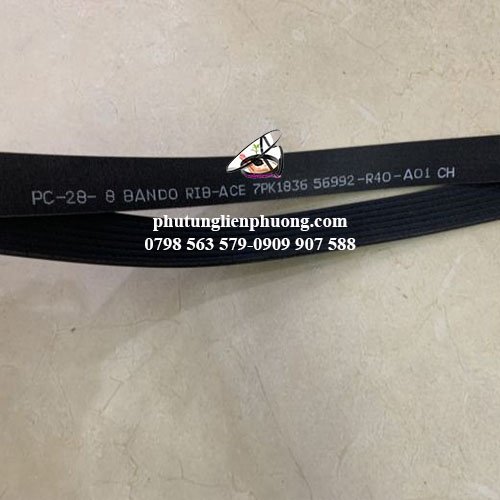 PC-28- 8 BANDO RIB-ACE 7PK1836 56992-R40-A01 CH
phutunglienphuong.com
0798 563 579-0909 907 588